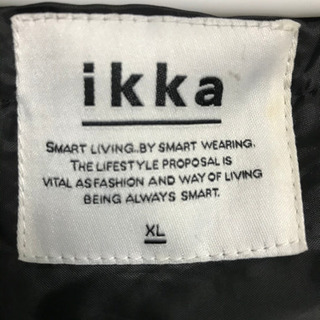 ikka
SMART LIVING. BY SMART WEARING.
THE LIFESTYLE PROPOSAL IS
VITAL AS FASHION AND WAY OF LIVING
BEING ALWAYS SMART.
XL